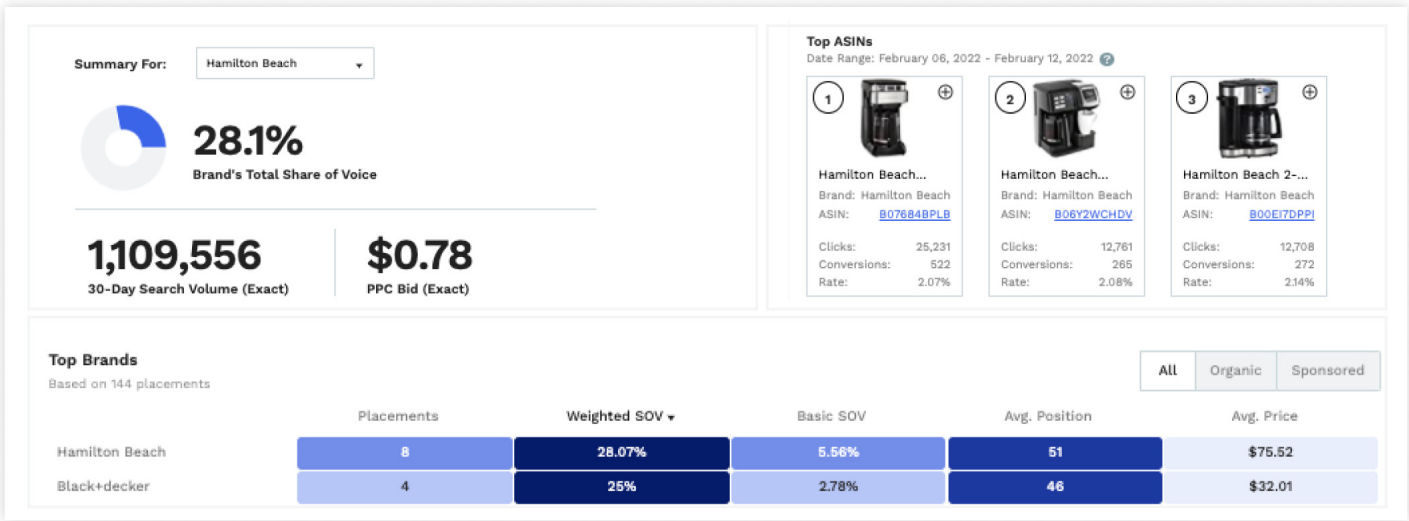 Summary For: Hamilton Beach
28.1%
Brand's Total Share of Voice
1,109,556
30-Day Search Volume (Exact)
$0.78
PPC Bid (Exact)
Top ASINs
Date Range: February 06, 2022 - February 12, 2022 ?
1
Hamilton Beach...
Brand: Hamilton Beach
ASIN: B07684BPLB
Clicks: 25,231
Conversions: 522
Rate: 2.07%
2
Hamilton Beach...
Brand: Hamilton Beach
ASIN: B06Y2WCHDV
Clicks: 12,761
Conversions: 265
Rate: 2.08%
3
Hamilton Beach 2-...
Brand: Hamilton Beach
ASIN: B00EI7DPPI
Clicks: 12,708
Conversions: 272
Rate: 2.14%
Top Brands
Based on 144 placements
All Organic Sponsored
Placements Weighted SOV Basic SOV Avg. Position Avg. Price
Hamilton Beach 8 28.07% 5.56% 51 $75.52
Black+decker 4 25% 2.78% 46 $32.01